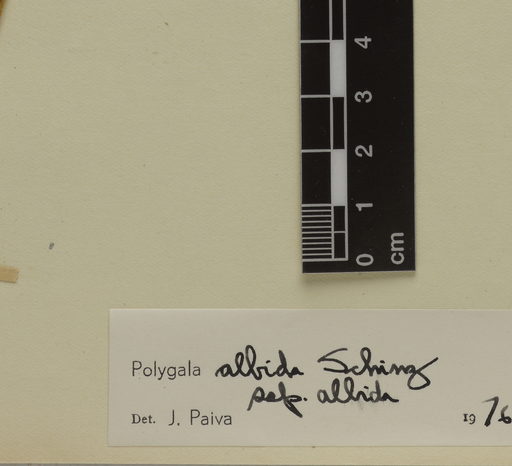 4
3
2
1
0
cm
Polygala albida Schinz
ssp. albida
Det. J. Paiva 1976